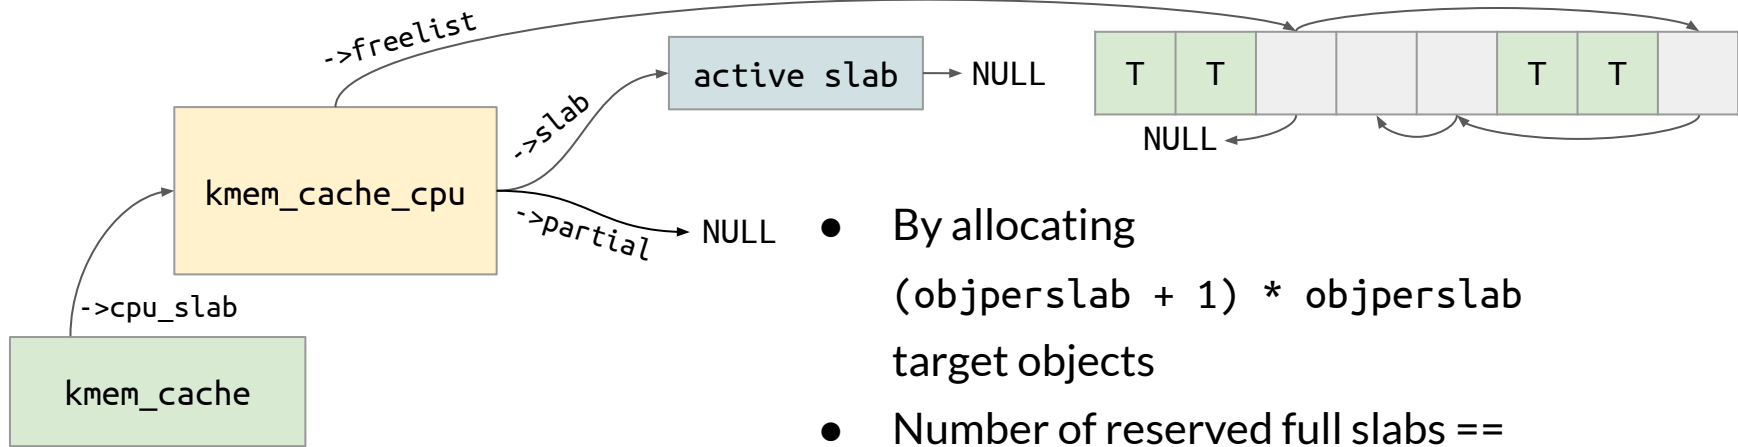 ->freelist
active slab
NULL
T T T T
->slab
NULL
kmem_cache_cpu
->partial
NULL
->cpu_slab
kmem_cache
● By allocating
(objperslab + 1) * objperslab
target objects
● Number of reserved full slabs ==